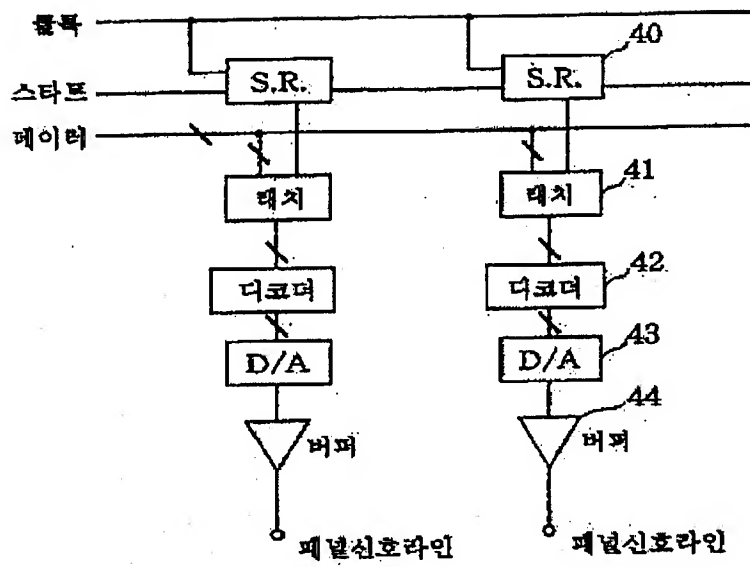 클록
40
S.R.
S.R.
스타트
데이터
41
래치
래치
42
디코더
디코더
43
D/A
D/A
44
버퍼
버퍼
패널신호라인
패널신호라인